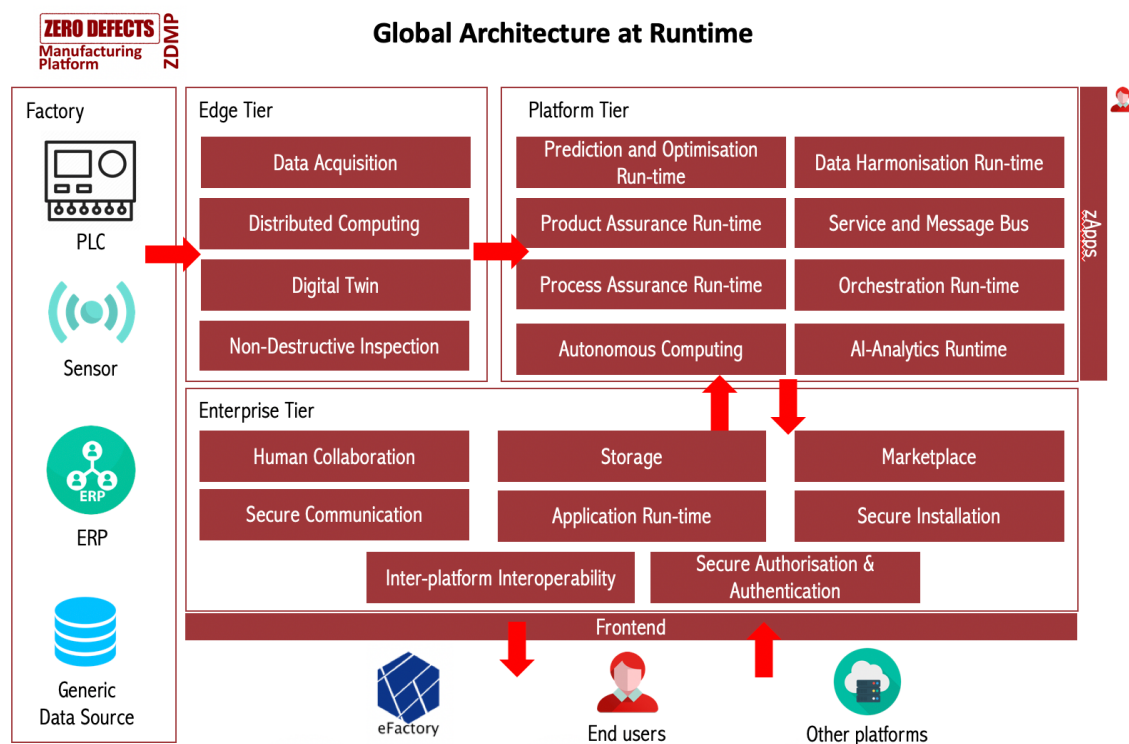 ZERO DEFECTS
Manufacturing
Platform
ZDMP
Global Architecture at Runtime
Factory
PLC
Sensor
ERP
ERP
Generic
Data Source
Edge Tier
Data Acquisition
Distributed Computing
Digital Twin
Non-Destructive Inspection
Platform Tier
Prediction and Optimisation
Run-time
Data Harmonisation Run-time
Product Assurance Run-time
Service and Message Bus
Process Assurance Run-time
Orchestration Run-time
Autonomous Computing
AI-Analytics Runtime
zApps
Enterprise Tier
Human Collaboration
Storage
Marketplace
Secure Communication
Application Run-time
Secure Installation
Inter-platform Interoperability
Secure Authorisation &
Authentication
Frontend
eFactory
End users
Other platforms